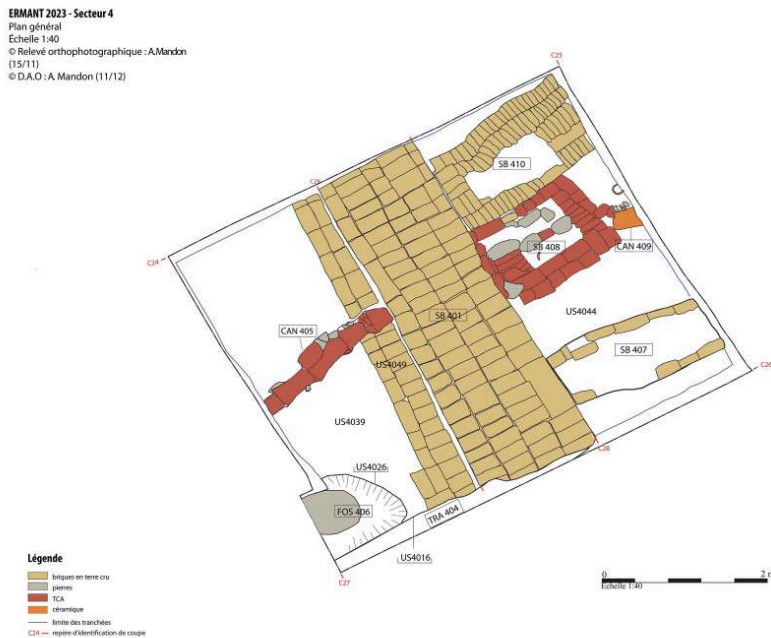 ERMANT 2023 - Secteur 4
Plan général
Échelle 1:40
© Relevé orthophotographique : A.Mandon
(15/11)
© D.A.O : A. Mandon (11/12)
C25
SB 410
C28
C24
SB 408
CAN 409
CAN 405
SB 401
US4044
US4049
SB 407
C26
US4039
C28
US4026
FOS 406
TRA 404
US4016
C27
Légende
briques en terre cru
pierres
TCA
céramique
limite des tranchées
C24 repère d'identification de coupe
0 2 m
Echelle 1:40